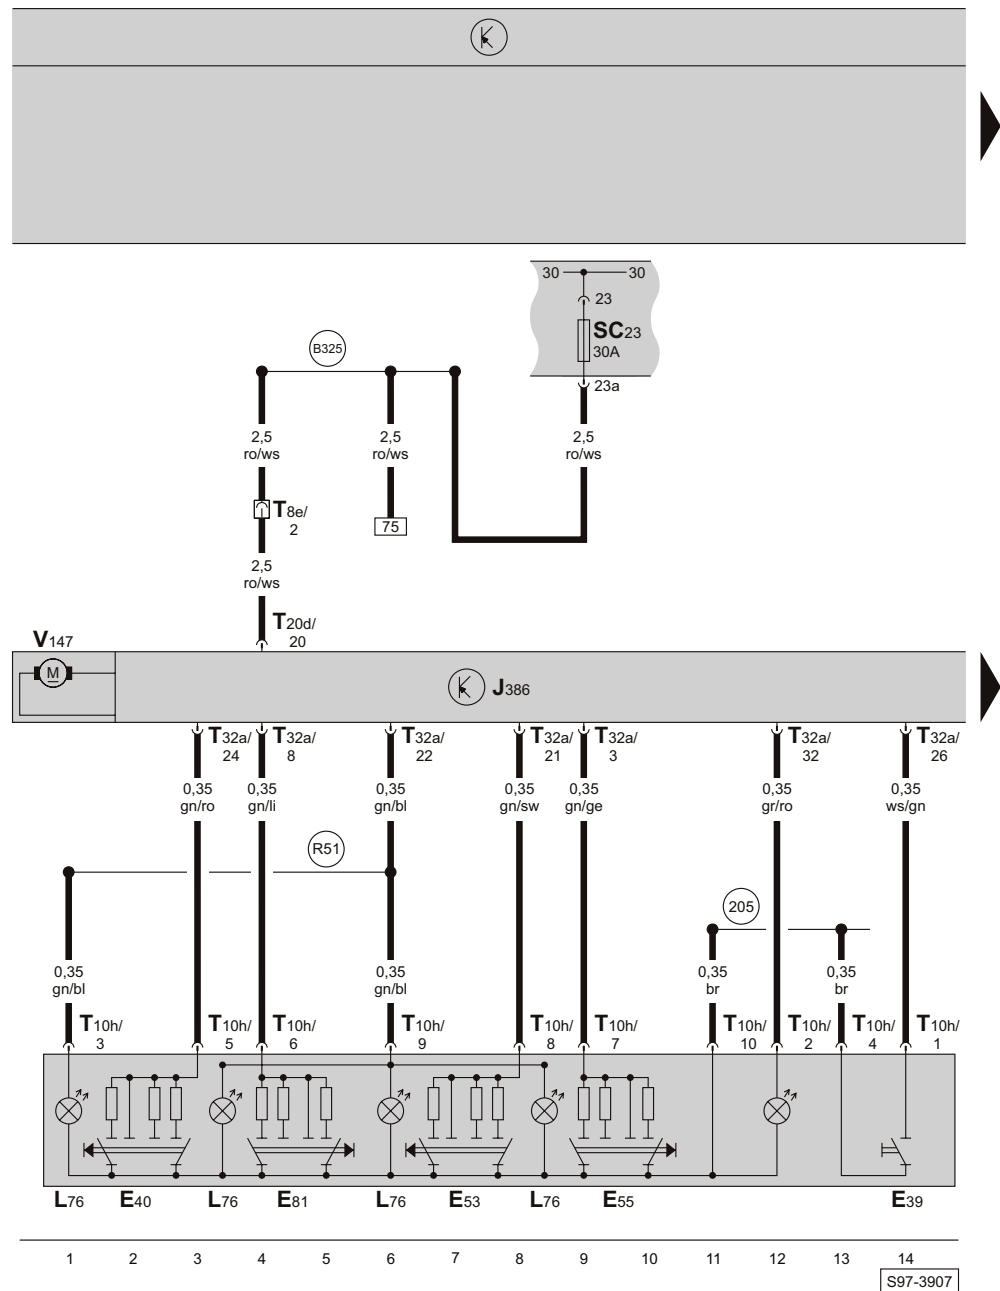 30 30
23
SC23
30A
23a
B325
2,5 2,5 2,5
ro/ws ro/ws ro/ws
T8e/
2
75
2,5
ro/ws
T20d/
20
V147
M
J386
T32a/ T32a/ T32a/ T32a/ T32a/ T32a/ T32a/
24 8 22 21 3 32 26
0,35 0,35 0,35 0,35 0,35 0,35 0,35
gn/ro gn/li gn/bl gn/sw gn/ge gr/ro ws/gn
R51
205
0,35 0,35 0,35 0,35
gn/bl gn/bl br br
T10h/ T10h/ T10h/ T10h/ T10h/ T10h/ T10h/ T10h/ T10h/ T10h/
3 5 6 9 8 7 10 2 4 1
L76 E40 L76 E81 L76 E53 L76 E55 E39
1 2 3 4 5 6 7 8 9 10 11 12 13 14
S97-3907